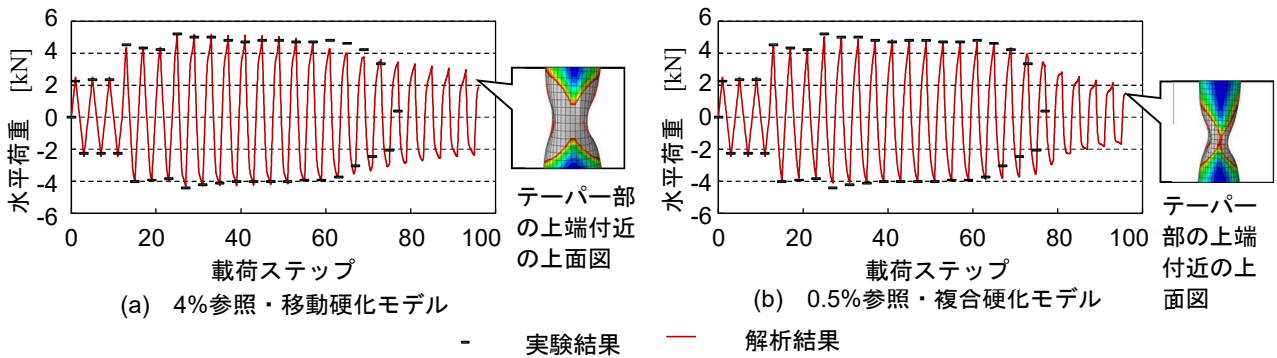 水平荷重 [kN]
6
4
2
0
-2
-4
-6
0
20
40
60
80
100
載荷ステップ
テーパー部
の上端付近
の上面図
(a) 4%参照・移動硬化モデル
水平荷重 [kN]
6
4
2
0
-2
-4
-6
0
20
40
60
80
100
載荷ステップ
テーパー
部の上端
付近の上
面図
(b) 0.5%参照・複合硬化モデル
実験結果
解析結果